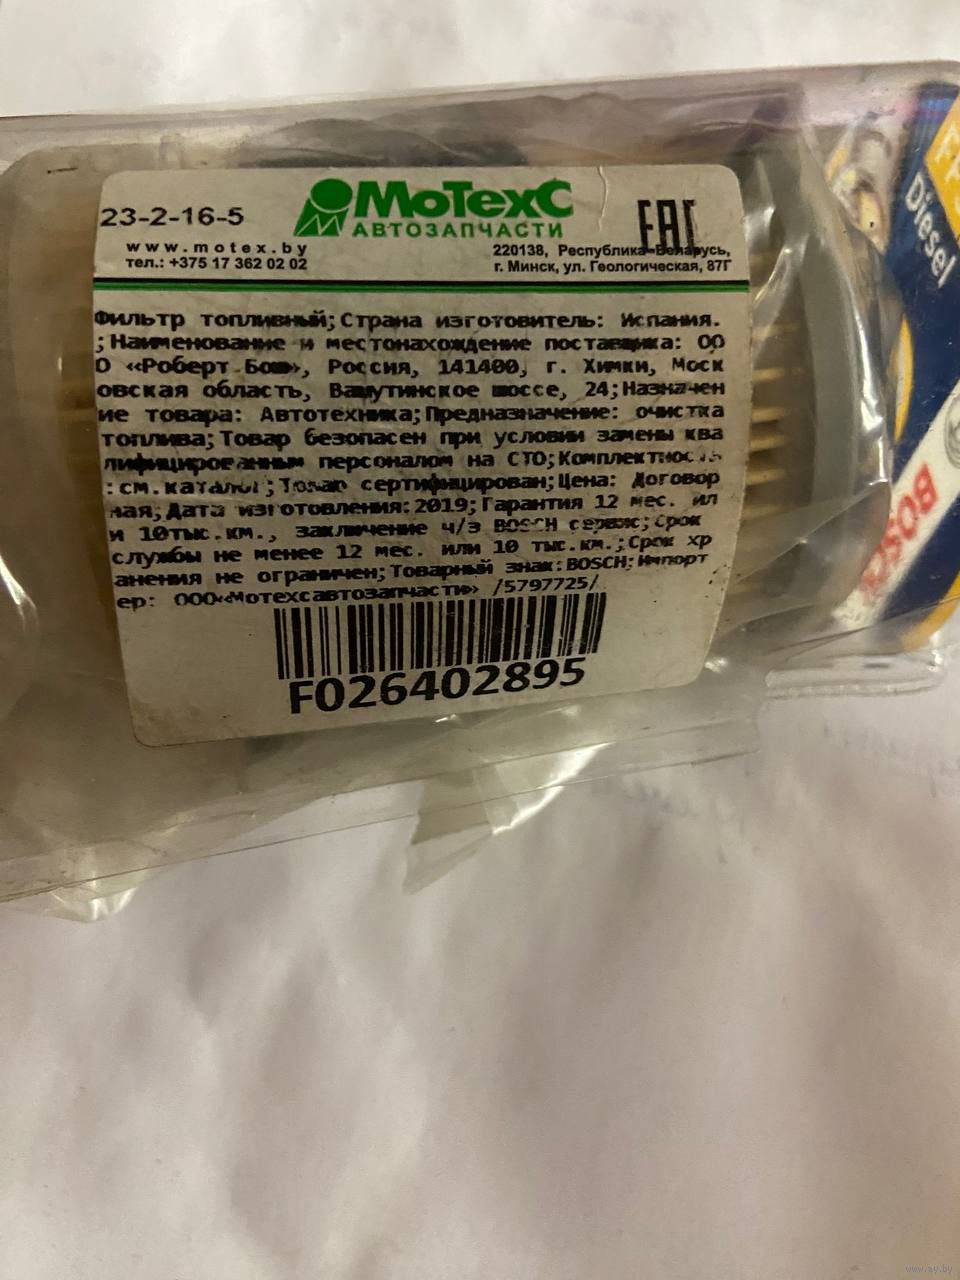 23-2-16-5
МоТехС
АВТОЗАПЧАСТИ
EAC
www.motex.by
тел.: +375 17 362 02 02
220138, Республика Беларусь,
г. Минск, ул. Геологическая, 87Г
Фильтр топливный;Страна изготовитель: Испания.
;Наименование и местонахождение поставщика: ОО
О «Роберт Бош», Россия, 141400, г. Химки, Моск
овская область, Вашутинское шоссе, 24;Назначен
ие товара: Автотехника;Предназначение: очистка
топлива;Товар безопасен при условии замены ква
лифицированным персоналом на СТО;Комплектность
:см.каталог;Товар сертифицирован;Цена: Договор
ная;Дата изготовления:2019;Гарантия 12 мес. ил
и 10тыс.км., заключение ч/з BOSCH сервис;Срок
службы не менее 12 мес. или 10 тыс.км.;Срок хр
анения не ограничен;Товарный знак:BOSCH;Импорт
ер: ООО«Мотехсавтозапчасти» /5797725/
F026402895
Diesel
BOSCH
www.ay.by